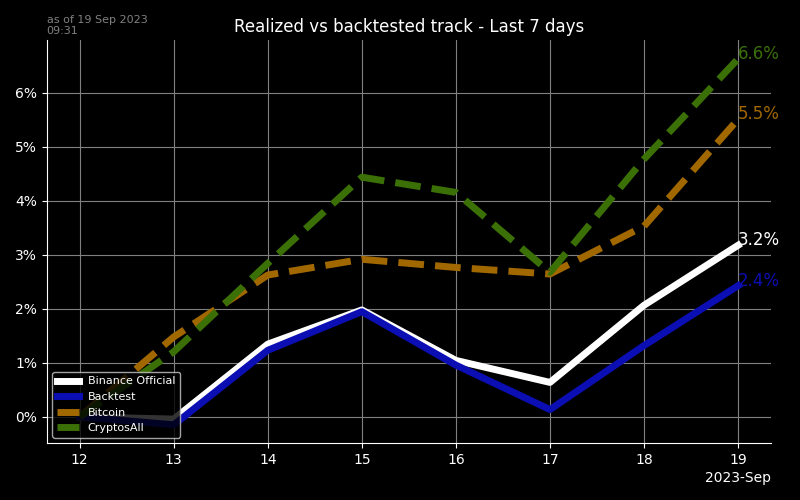 as of 19 Sep 2023
09:31
Realized vs backtested track - Last 7 days
6.6%
5.5%
3.2%
2.4%
6%
5%
4%
3%
2%
1%
0%
Binance Official
Backtest
Bitcoin
CryptosAll
12 13 14 15 16 17 18 19
2023-Sep